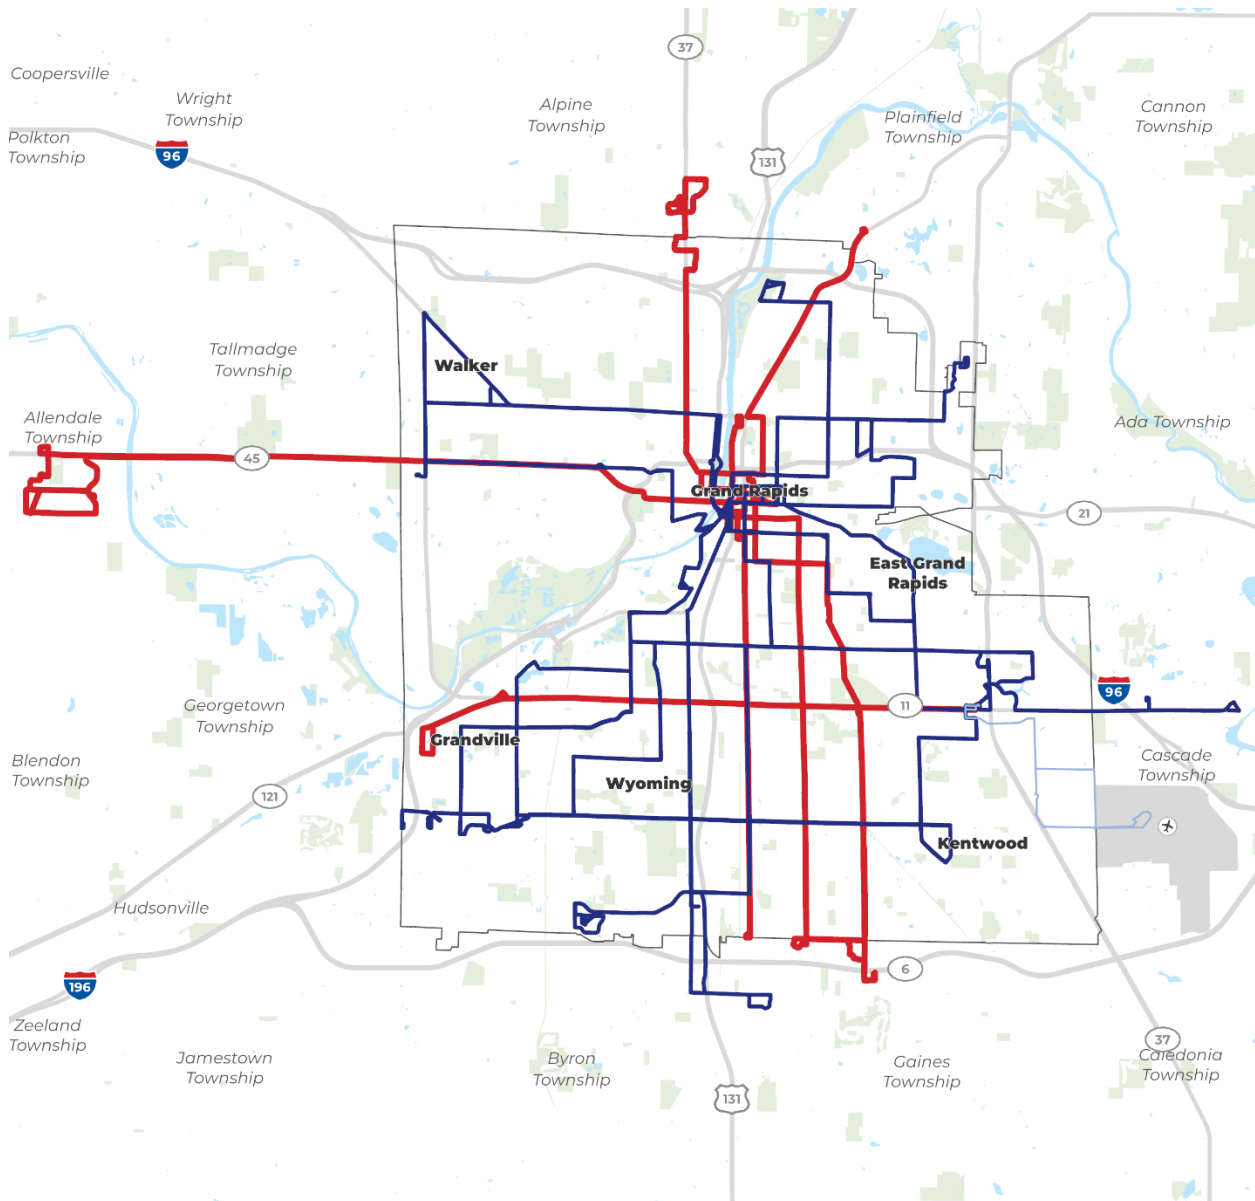 37
Coopersville
Wright
Township
Alpine
Township
Plainfield
Township
Cannon
Township
Polkton
Township
96
131
Tallmadge
Township
Walker
Allendale
Township
Ada Township
45
Grand Rapids
21
East Grand
Rapids
96
Georgetown
Township
11
Grandville
Blendon
Township
Wyoming
Cascade
Township
121
Kentwood
Hudsonville
6
196
Zeeland
Township
Jamestown
Township
Byron
Township
Gaines
Township
37
Caledonia
Township
131